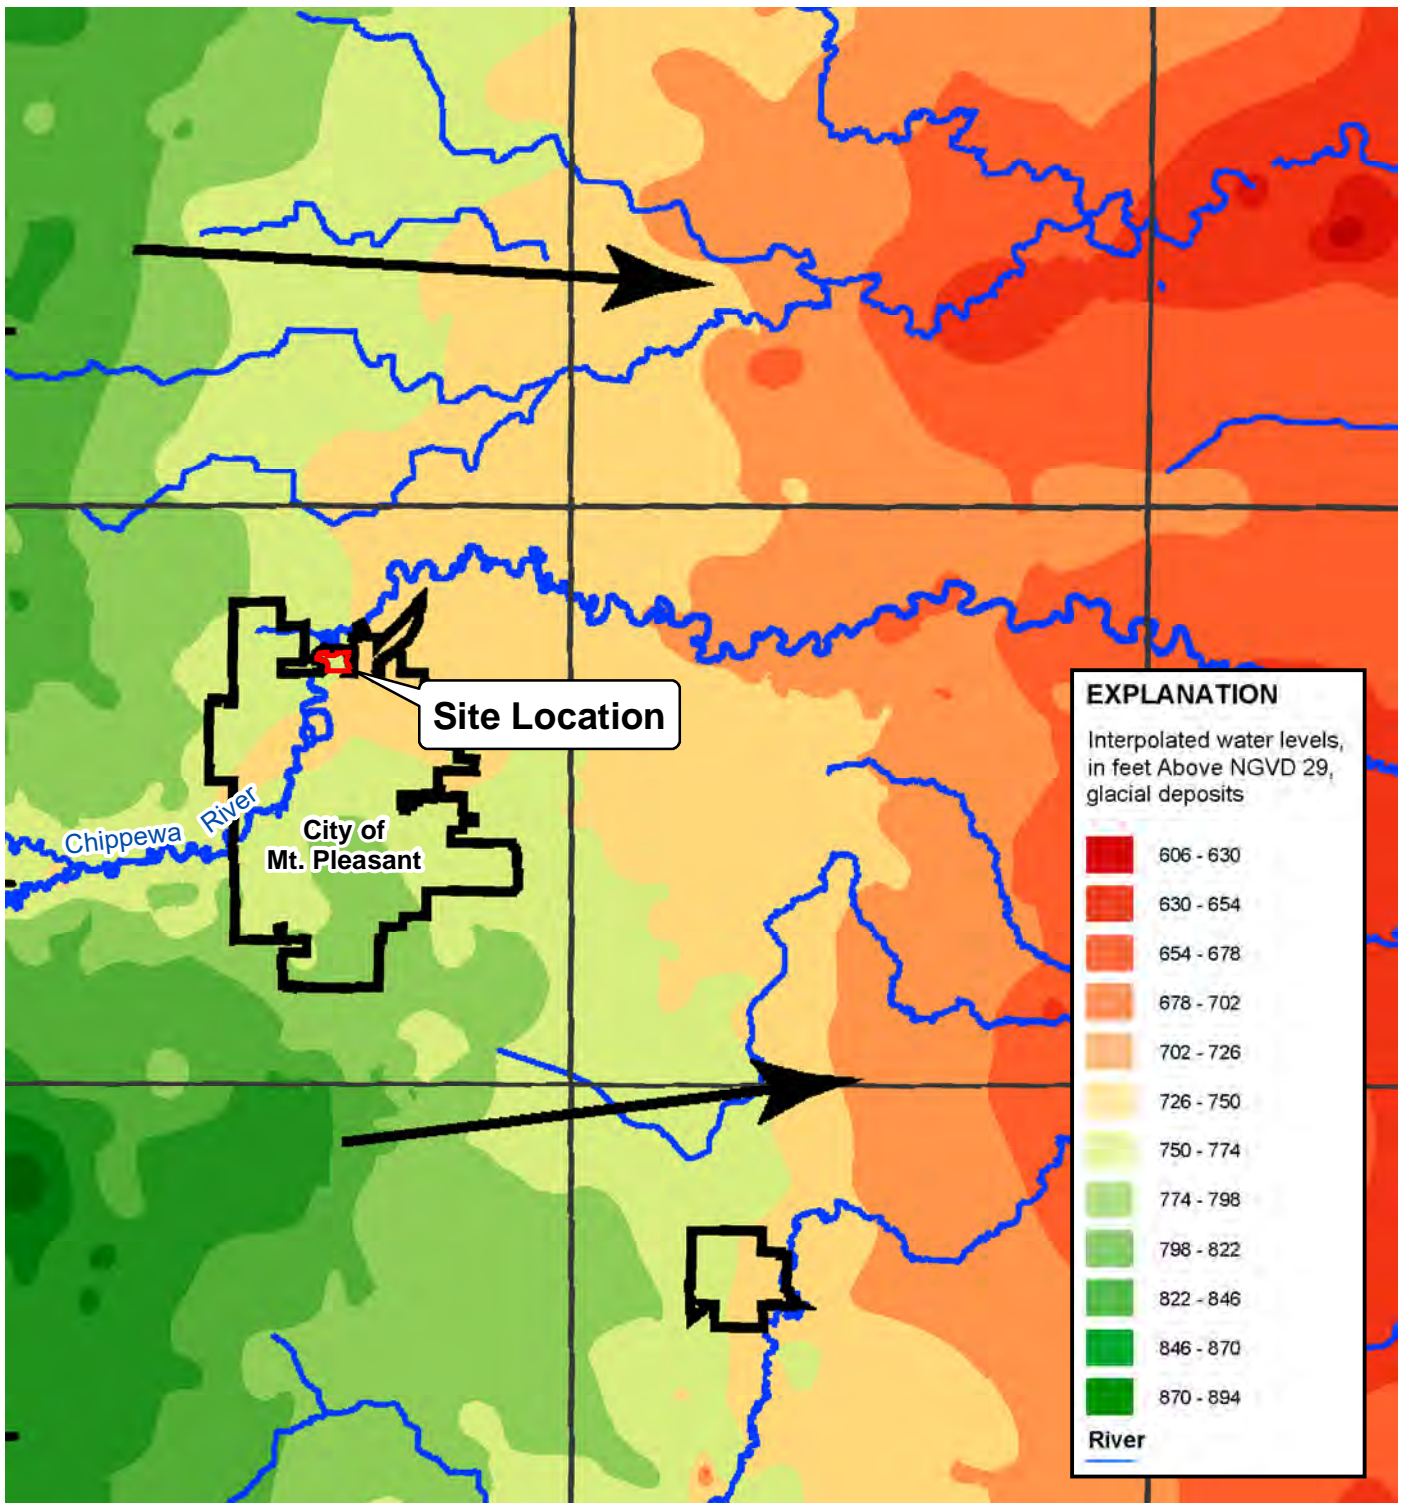 Site Location
Chippewa River
City of
Mt. Pleasant
EXPLANATION
Interpolated water levels,
in feet Above NGVD 29,
glacial deposits
606 - 630
630 - 654
654 - 678
678 - 702
702 - 726
726 - 750
750 - 774
774 - 798
798 - 822
822 - 846
846 - 870
870 - 894
River